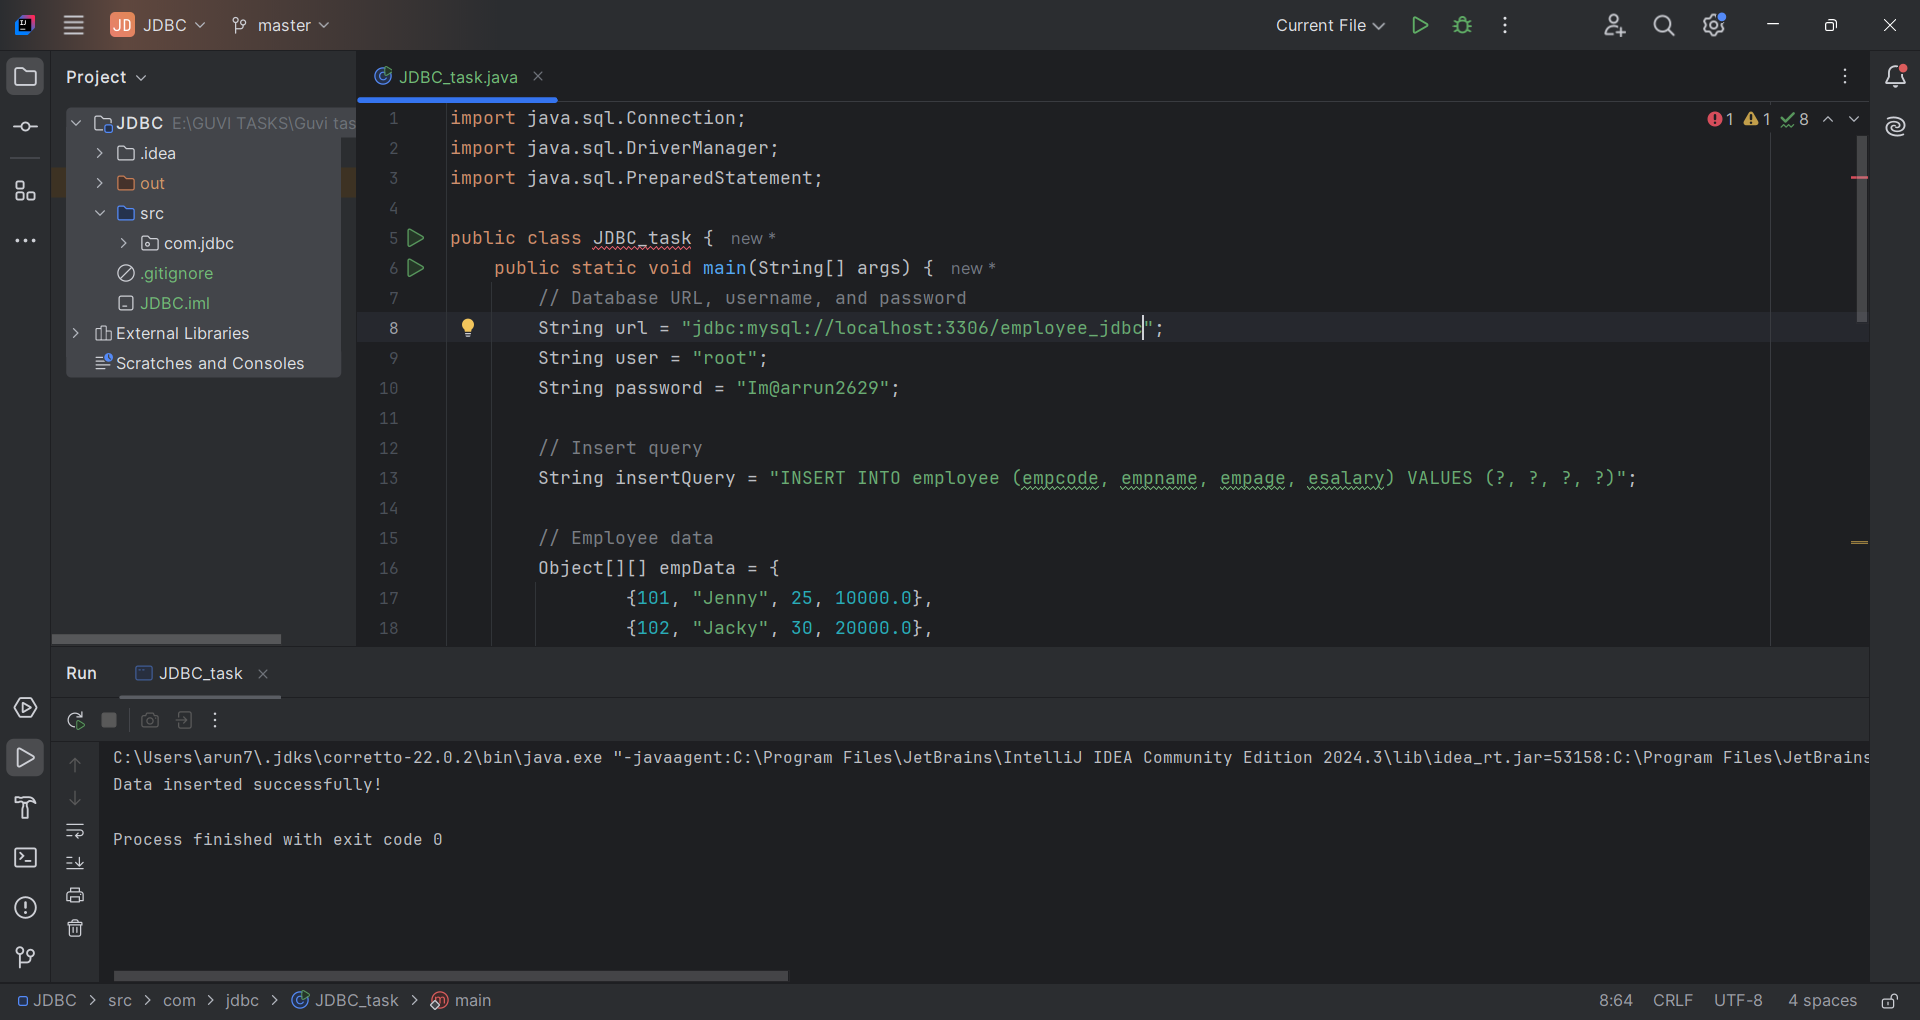 JD JDBC master Current File
Project
JDBC_task.java
JDBC E:\GUVI TASKS\Guvi tas
.idea
out
src
com.jdbc
.gitignore
JDBC.iml
External Libraries
Scratches and Consoles
1 1 8
1 import java.sql.Connection;
2 import java.sql.DriverManager;
3 import java.sql.PreparedStatement;
4
5 public class JDBC_task { new *
6 public static void main(String[] args) { new *
7 // Database URL, username, and password
8 String url = "jdbc:mysql://localhost:3306/employee_jdbc";
9 String user = "root";
10 String password = "Im@arrun2629";
11
12 // Insert query
13 String insertQuery = "INSERT INTO employee (empcode, empname, empage, esalary) VALUES (?, ?, ?, ?)";
14
15 // Employee data
16 Object[][] empData = {
17 {101, "Jenny", 25, 10000.0},
18 {102, "Jacky", 30, 20000.0},
Run JDBC_task
C:\Users\arun7\.jdks\corretto-22.0.2\bin\java.exe "-javaagent:C:\Program Files\JetBrains\IntelliJ IDEA Community Edition 2024.3\lib\idea_rt.jar=53158:C:\Program Files\JetBrains
Data inserted successfully!
Process finished with exit code 0
JDBC > src > com > jdbc > JDBC_task > main
8:64 CRLF UTF-8 4 spaces